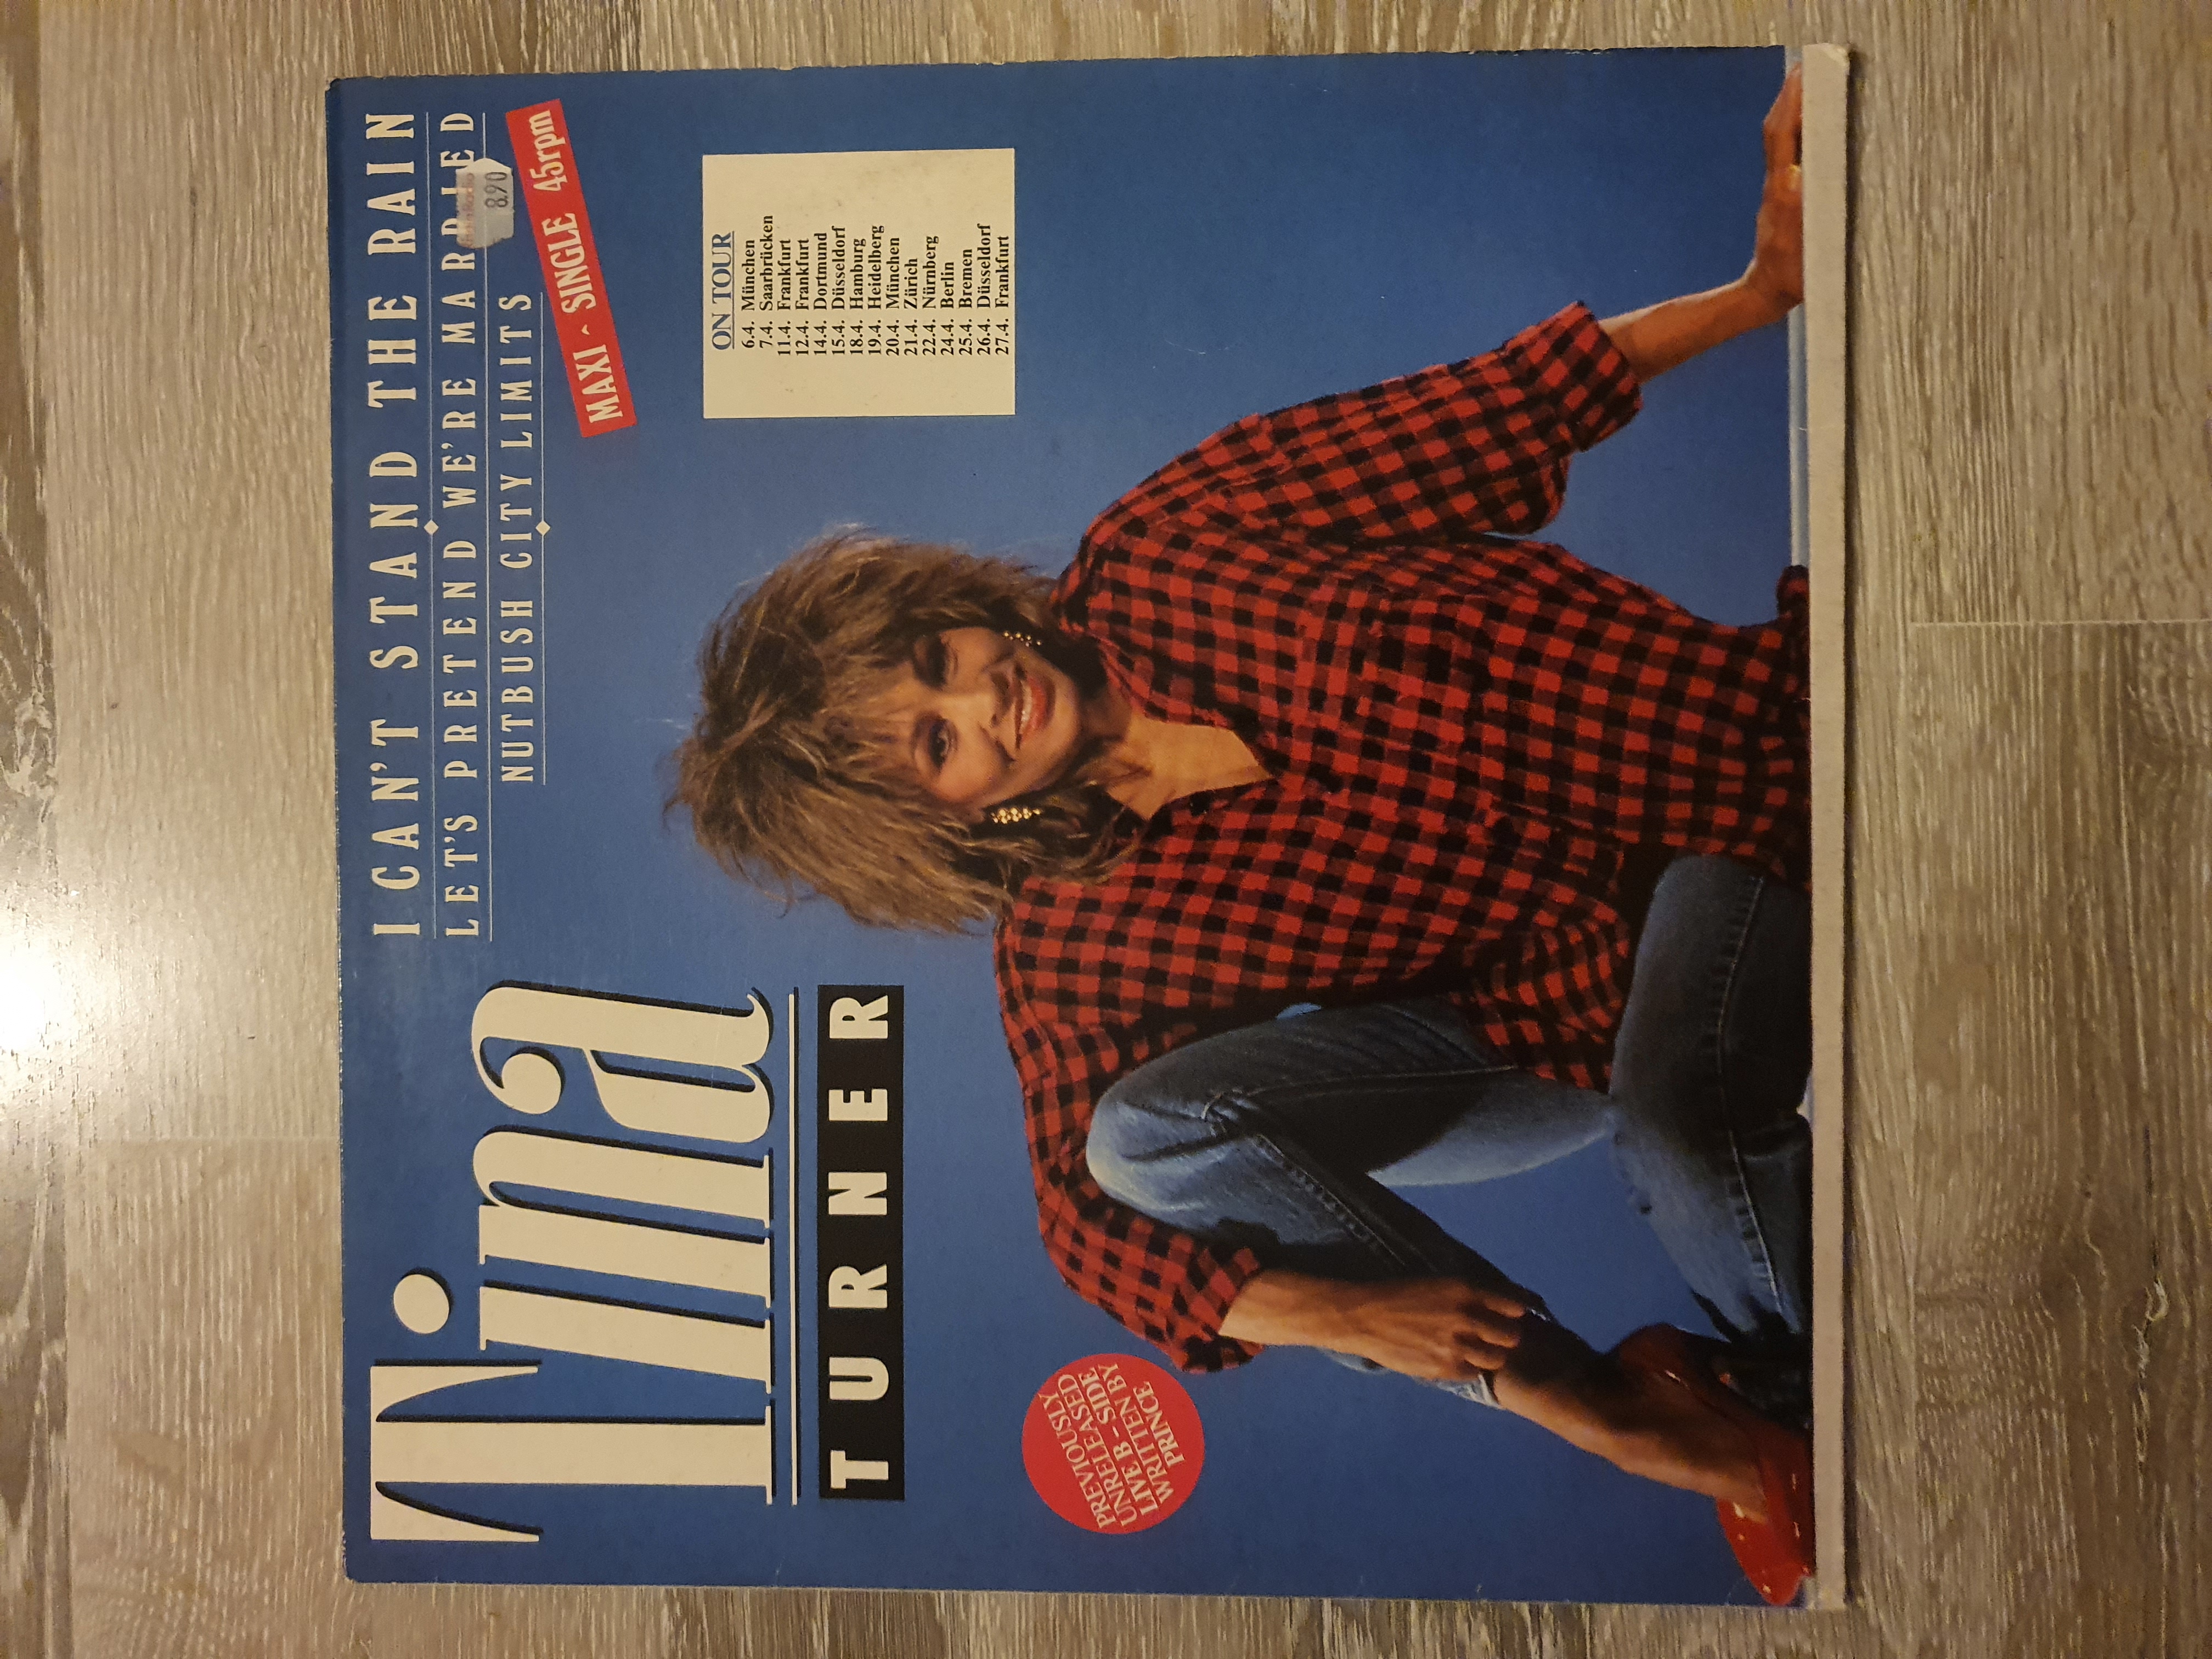 Tina
TURNER
I CAN'T STAND THE RAIN
LET'S PRETEND WE'RE MARRIED
NUTBUSH CITY LIMITS
8.90
MAXI ^ SINGLE 45rpm
ON TOUR
6.4. München
7.4. Saarbrücken
11.4. Frankfurt
12.4. Frankfurt
14.4. Dortmund
15.4. Düsseldorf
18.4. Hamburg
19.4. Heidelberg
20.4. München
21.4. Zürich
22.4. Nürnberg
24.4. Berlin
25.4. Bremen
26.4. Düsseldorf
27.4. Frankfurt
PREVIOUSLY
UNRELEASED
LIVE B - SIDE
WRITTEN BY
PRINCE